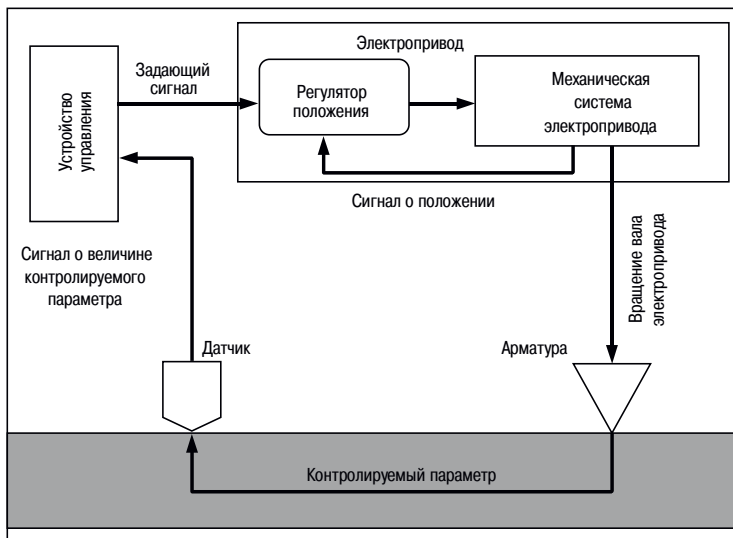 Электропривод
Задающий
сигнал
Устройство
управления
Регулятор
положения
Механическая
система
электропривода
Сигнал о положении
Сигнал о величине
контролируемого
параметра
Вращение вала
электропривода
Датчик
Арматура
Контролируемый параметр